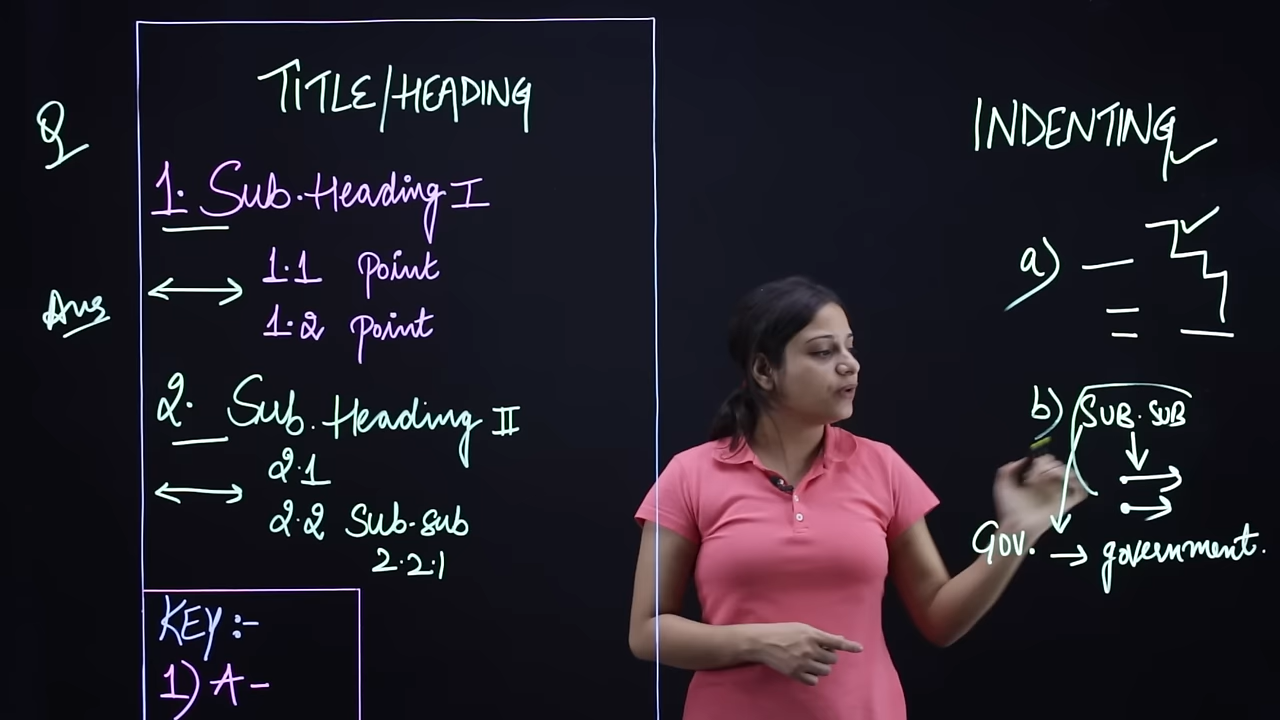 Q
Ans
TITLE/HEADING
1. Sub.Heading I
1.1 point
1.2 point
2. Sub.Heading II
2.1
2.2 Sub-sub
2.2.1
KEY:-
1) A-
INDENTING
a)
b) SUB.SUB
Gov. → government.